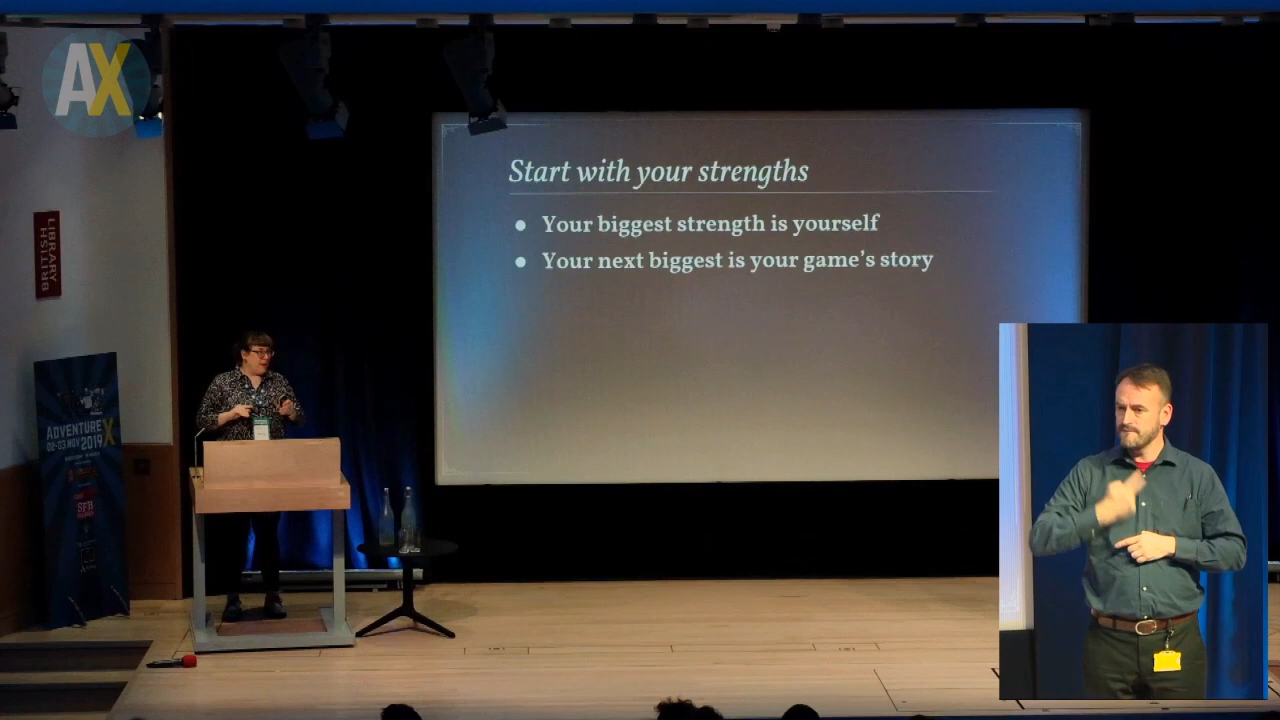 AX
Start with your strengths
● Your biggest strength is yourself
● Your next biggest is your game's story
BRITISH
LIBRARY
ADVENTURE X
02-03 NOV 2019
SFB